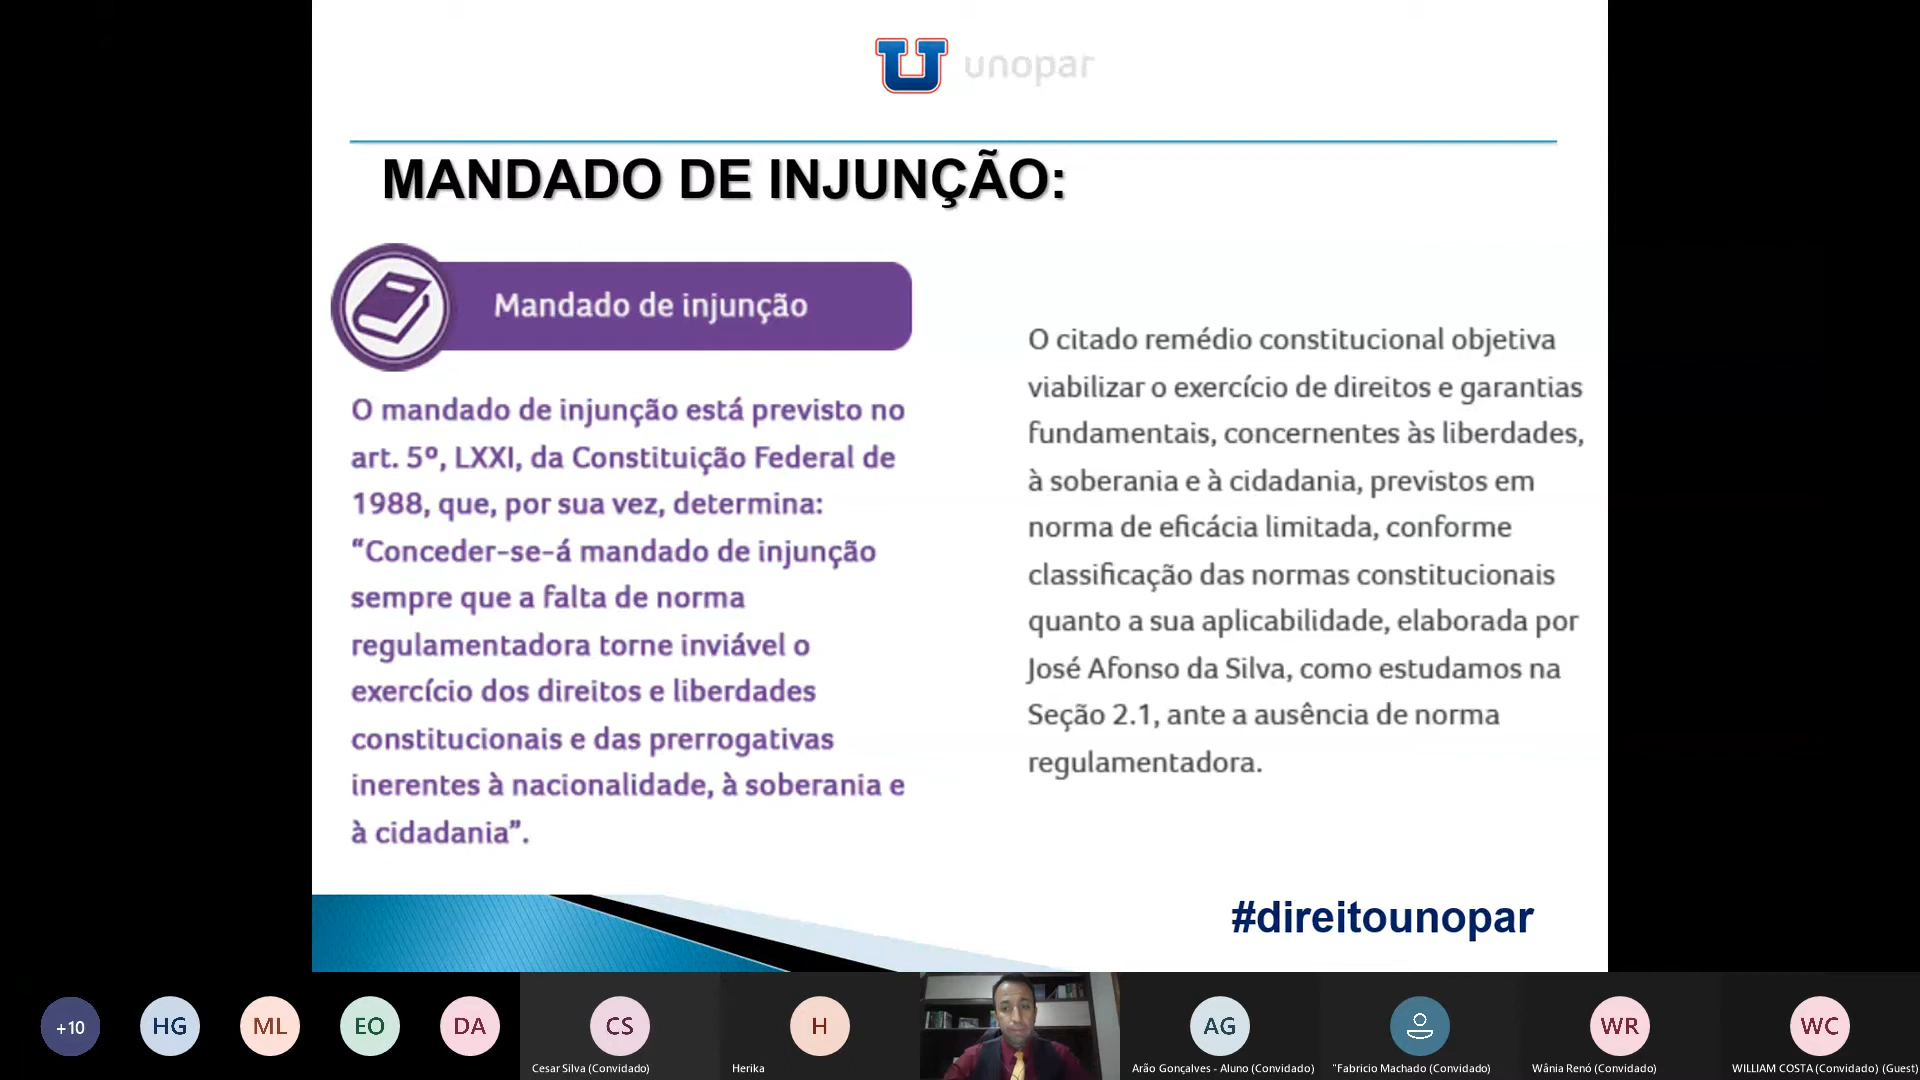 unopar
MANDADO DE INJUNÇÃO:
Mandado de injunção
O mandado de injunção está previsto no
art. 5º, LXXI, da Constituição Federal de
1988, que, por sua vez, determina:
“Conceder-se-á mandado de injunção
sempre que a falta de norma
regulamentadora torne inviável o
exercício dos direitos e liberdades
constitucionais e das prerrogativas
inerentes à nacionalidade, à soberania e
à cidadania”.
O citado remédio constitucional objetiva
viabilizar o exercício de direitos e garantias
fundamentais, concernentes às liberdades,
à soberania e à cidadania, previstos em
norma de eficácia limitada, conforme
classificação das normas constitucionais
quanto a sua aplicabilidade, elaborada por
José Afonso da Silva, como estudamos na
Seção 2.1, ante a ausência de norma
regulamentadora.
#direitounopar
+10
HG
ML
EO
DA
CS
Cesar Silva (Convidado)
H
Herika
AG
Arão Gonçalves - Aluno (Convidado)
"Fabricio Machado (Convidado)
WR
Wânia Renó (Convidado)
WC
WILLIAM COSTA (Convidado) (Guest)